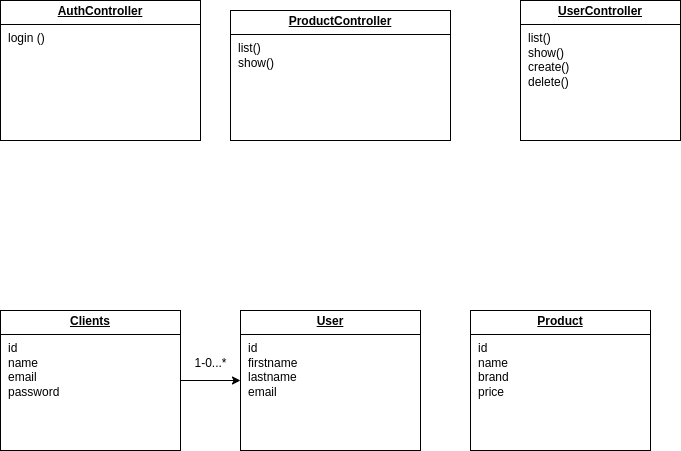 AuthController
login ()
ProductController
list()
show()
UserController
list()
show()
create()
delete()
Clients
id
name
email
password
1-0...*
User
id
firstname
lastname
email
Product
id
name
brand
price